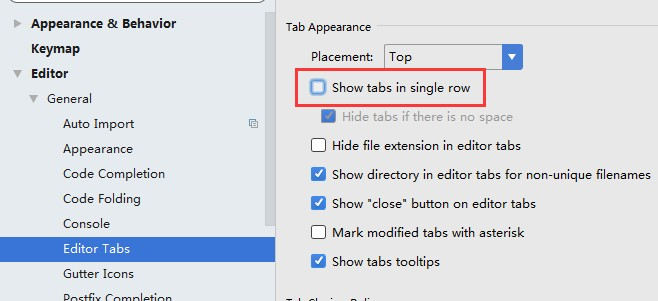 Appearance & Behavior
Keymap
Editor
General
Auto Import
Appearance
Code Completion
Code Folding
Console
Editor Tabs
Gutter Icons
Postfix Completion
Tab Appearance
Placement: Top
Show tabs in single row
Hide tabs if there is no space
Hide file extension in editor tabs
Show directory in editor tabs for non-unique filenames
Show "close" button on editor tabs
Mark modified tabs with asterisk
Show tabs tooltips